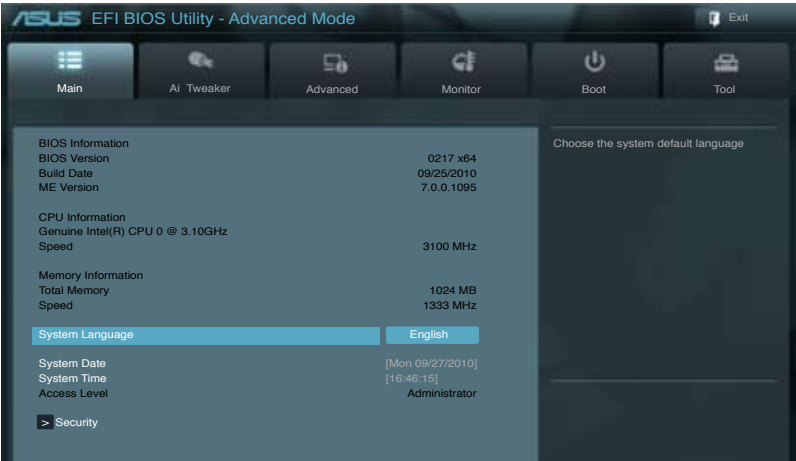 ASUS EFI BIOS Utility - Advanced Mode
Exit
Main Ai Tweaker Advanced Monitor Boot Tool
Choose the system default language
BIOS Information
BIOS Version 0217 x64
Build Date 09/25/2010
ME Version 7.0.0.1095
CPU Information
Genuine Intel(R) CPU 0 @ 3.10GHz
Speed 3100 MHz
Memory Information
Total Memory 1024 MB
Speed 1333 MHz
System Language English
System Date [Mon 09/27/2010]
System Time [16:46:15]
Access Level Administrator
> Security